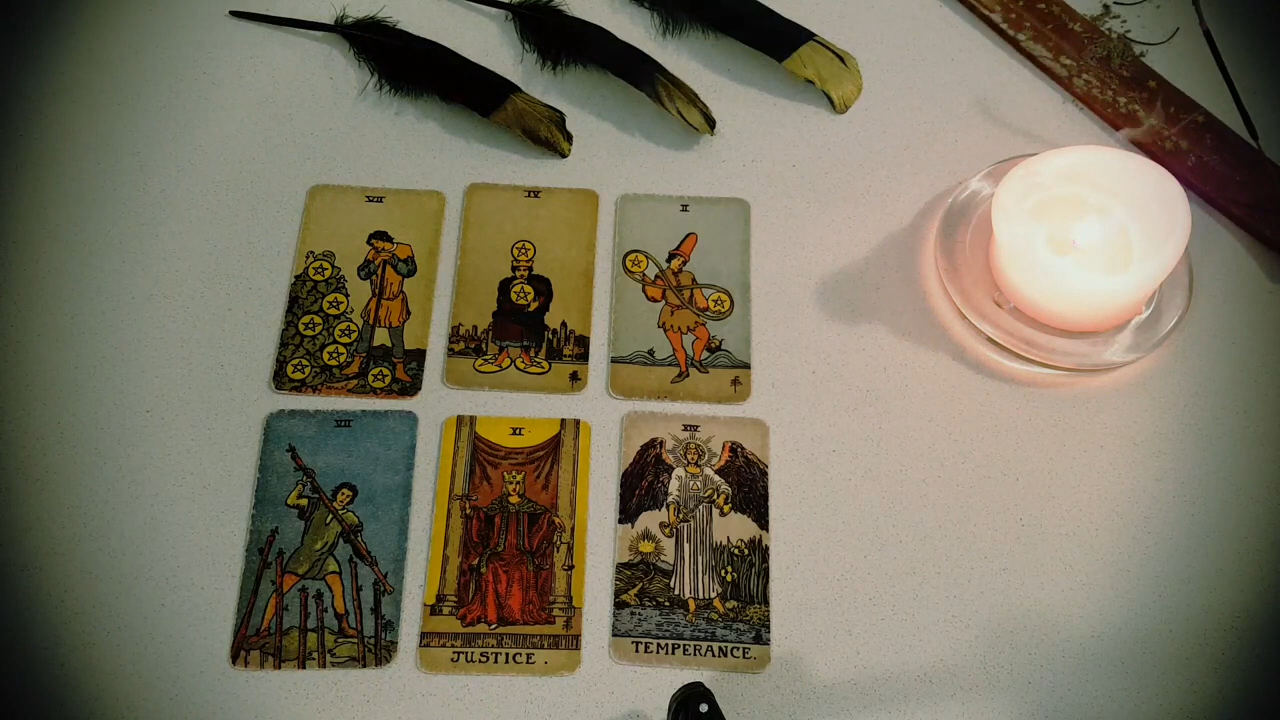 VII
IV
II
VII
XI
XIV
JUSTICE .
TEMPERANCE.